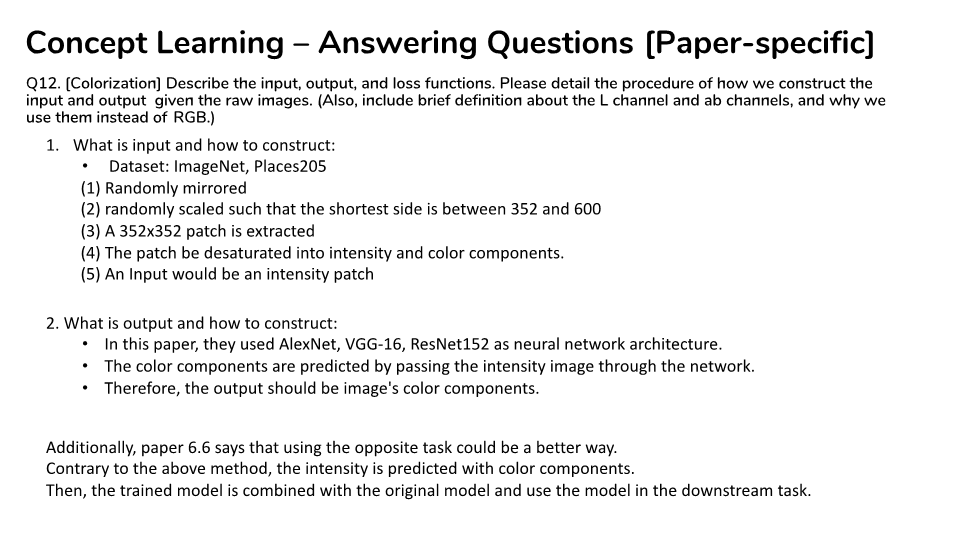 Concept Learning – Answering Questions [Paper-specific]
Q12. [Colorization] Describe the input, output, and loss functions. Please detail the procedure of how we construct the
input and output given the raw images. (Also, include brief definition about the L channel and ab channels, and why we
use them instead of RGB.)
1. What is input and how to construct:
• Dataset: ImageNet, Places205
(1) Randomly mirrored
(2) randomly scaled such that the shortest side is between 352 and 600
(3) A 352x352 patch is extracted
(4) The patch be desaturated into intensity and color components.
(5) An Input would be an intensity patch
2. What is output and how to construct:
• In this paper, they used AlexNet, VGG-16, ResNet152 as neural network architecture.
• The color components are predicted by passing the intensity image through the network.
• Therefore, the output should be image's color components.
Additionally, paper 6.6 says that using the opposite task could be a better way.
Contrary to the above method, the intensity is predicted with color components.
Then, the trained model is combined with the original model and use the model in the downstream task.